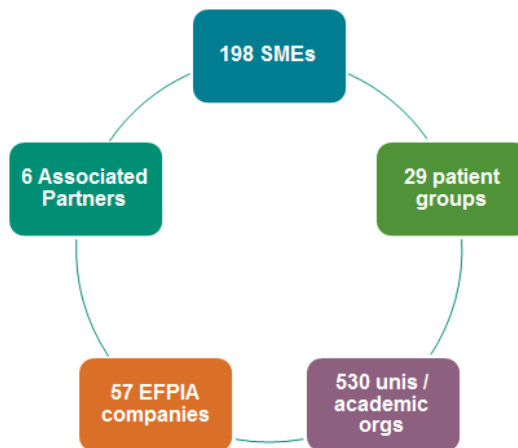 198 SMEs
29 patient
groups
530 unis /
academic
orgs
57 EFPIA
companies
6 Associated
Partners